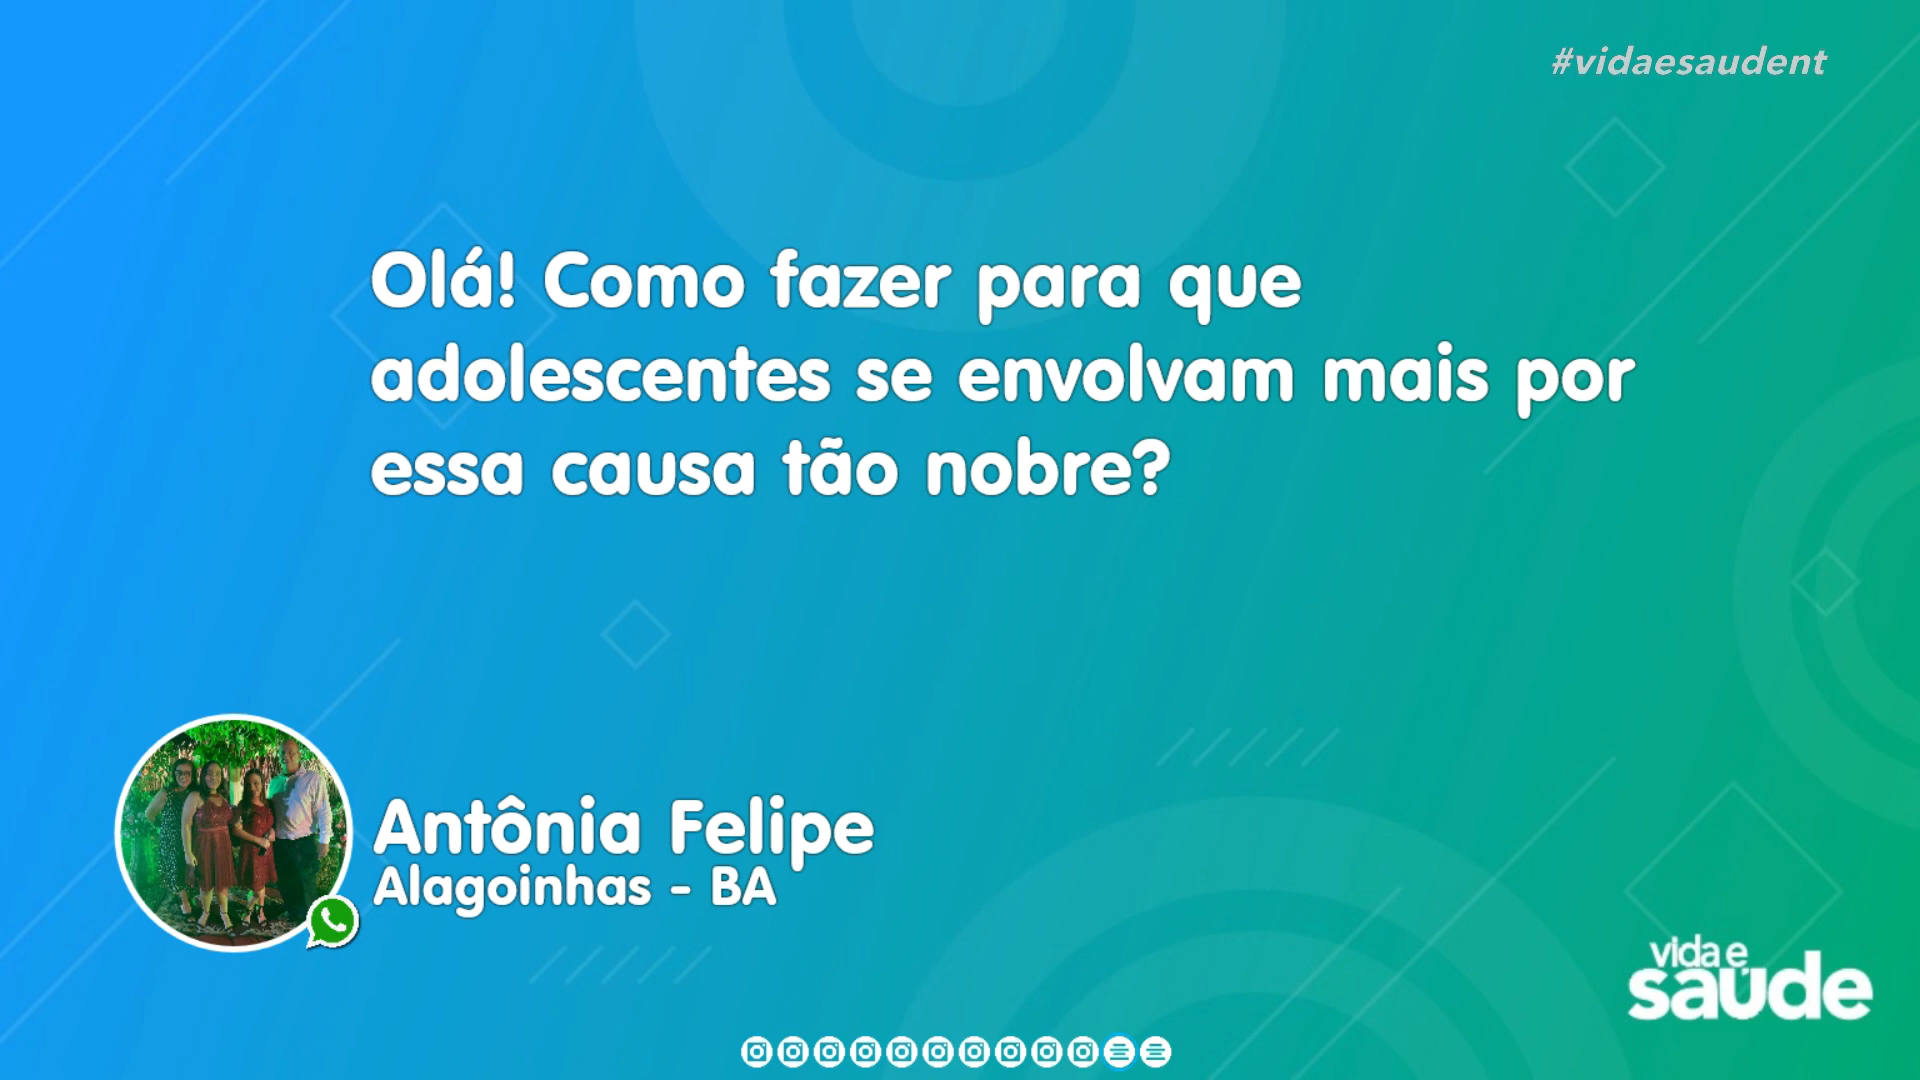 #vidaesaudent
Olá! Como fazer para que
adolescentes se envolvam mais por
essa causa tão nobre?
Antônia Felipe
Alagoinhas - BA
vida e
saúde